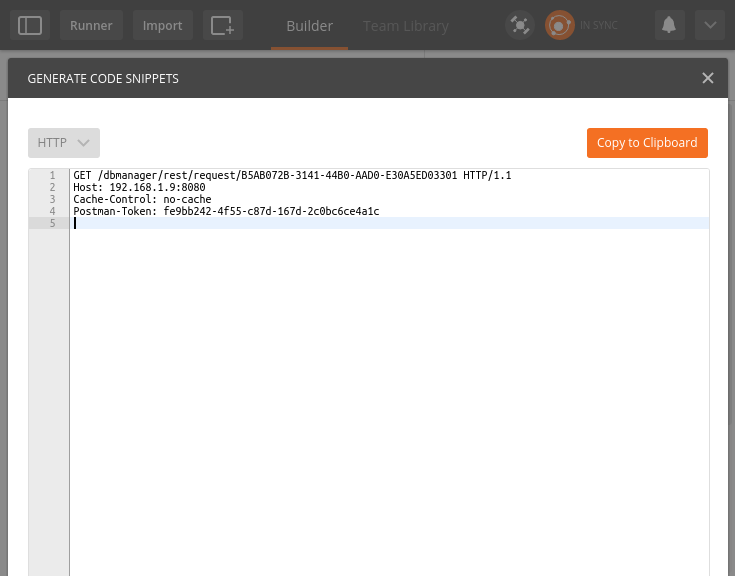 Runner Import Builder Team Library IN SYNC
GENERATE CODE SNIPPETS
HTTP Copy to Clipboard
1 GET /dbmanager/rest/request/B5AB072B-3141-44B0-AAD0-E30A5ED03301 HTTP/1.1
2 Host: 192.168.1.9:8080
3 Cache-Control: no-cache
4 Postman-Token: fe9bb242-4f55-c87d-167d-2c0bc6ce4a1c
5